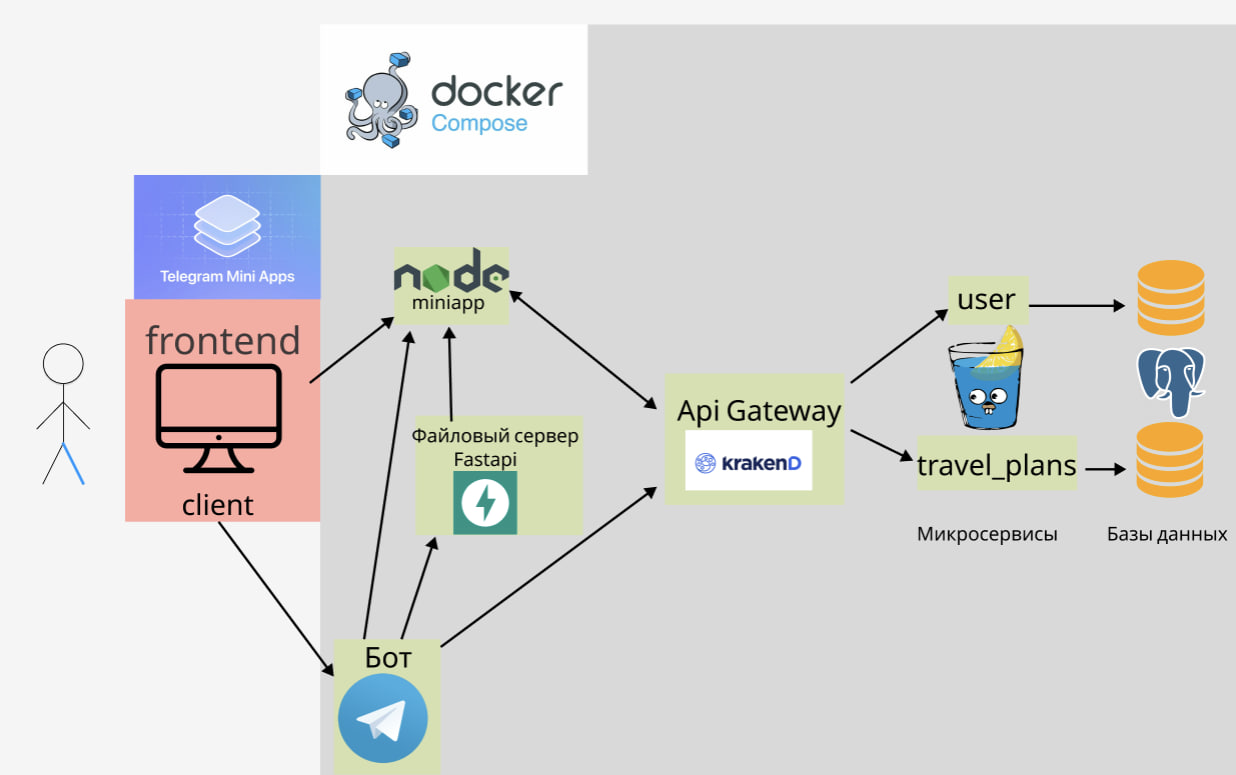 docker
Compose
Telegram Mini Apps
frontend
client
node
miniapp
Файловый сервер
Fastapi
Бот
Api Gateway
krakenD
user
travel_plans
Микросервисы
Базы данных